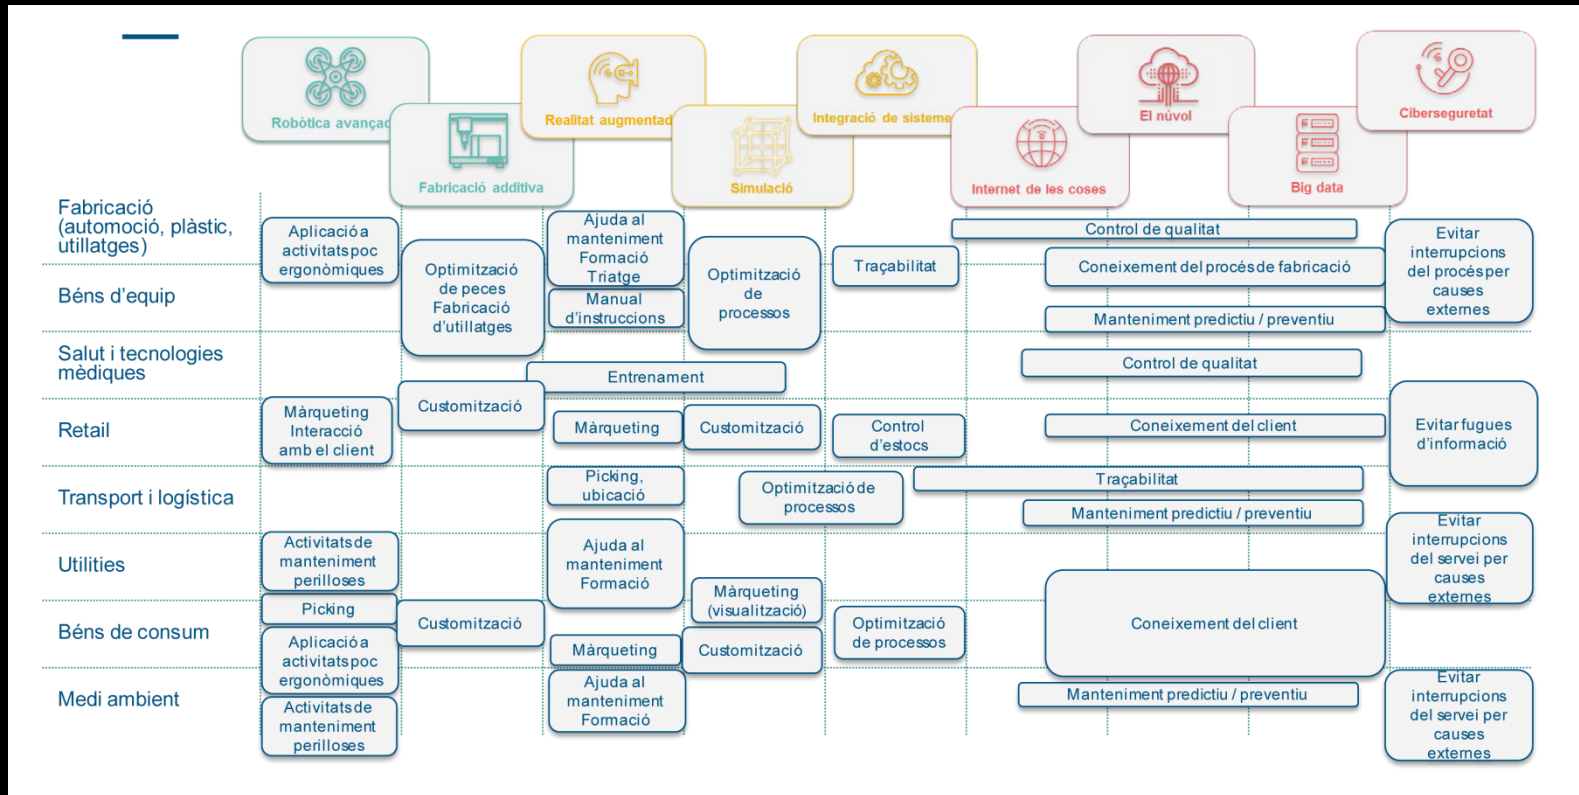 Robòtica avançad
Fabricació additiva
Realitat augmentad
Simulació
Integració de sisteme
Internet de les coses
El núvol
Big data
Ciberseguretat
Fabricació
(automoció, plàstic,
utillatges)
Aplicació a
activitats poc
ergonòmiques
Optimització
de peces
Fabricació
d'utillatges
Ajuda al
manteniment
Formació
Triatge
Manual
d'instruccions
Optimització
de
processos
Traçabilitat
Control de qualitat
Coneixement del procés de fabricació
Manteniment predictiu / preventiu
Evitar
interrupcions
del procés per
causes
externes
Béns d'equip
Salut i tecnologies
mèdiques
Entrenament
Control de qualitat
Customització
Retail
Màrqueting
Interacció
amb el client
Màrqueting
Customització
Control
d'estocs
Coneixement del client
Evitar fugues
d'informació
Transport i logística
Picking,
ubicació
Optimització de
processos
Traçabilitat
Manteniment predictiu / preventiu
Utilities
Activitats de
manteniment
perilloses
Ajuda al
manteniment
Formació
Màrqueting
(visualització)
Evitar
interrupcions
del servei per
causes
externes
Béns de consum
Picking
Aplicació a
activitats poc
ergonòmiques
Customització
Màrqueting
Customització
Optimització
de processos
Coneixement del client
Medi ambient
Activitats de
manteniment
perilloses
Ajuda al
manteniment
Formació
Manteniment predictiu / preventiu
Evitar
interrupcions
del servei per
causes
externes